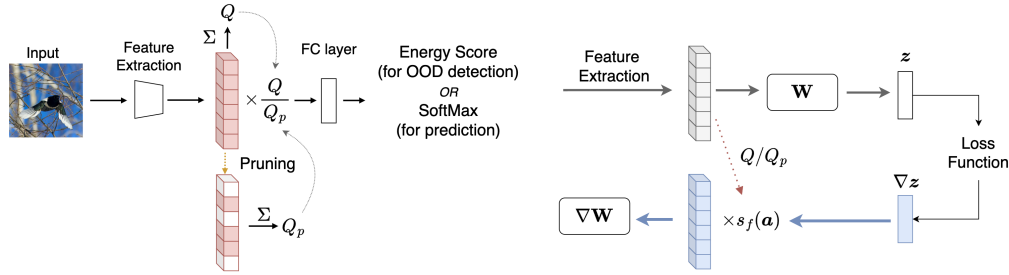 Input
Feature
Extraction
Σ
Q
× Q/Q_p
FC layer
Energy Score
(for OOD detection)
OR
SoftMax
(for prediction)
Pruning
Σ
Q_p
Feature
Extraction
W
z
Q/Q_p
Loss
Function
∇W
× s_f(a)
∇z